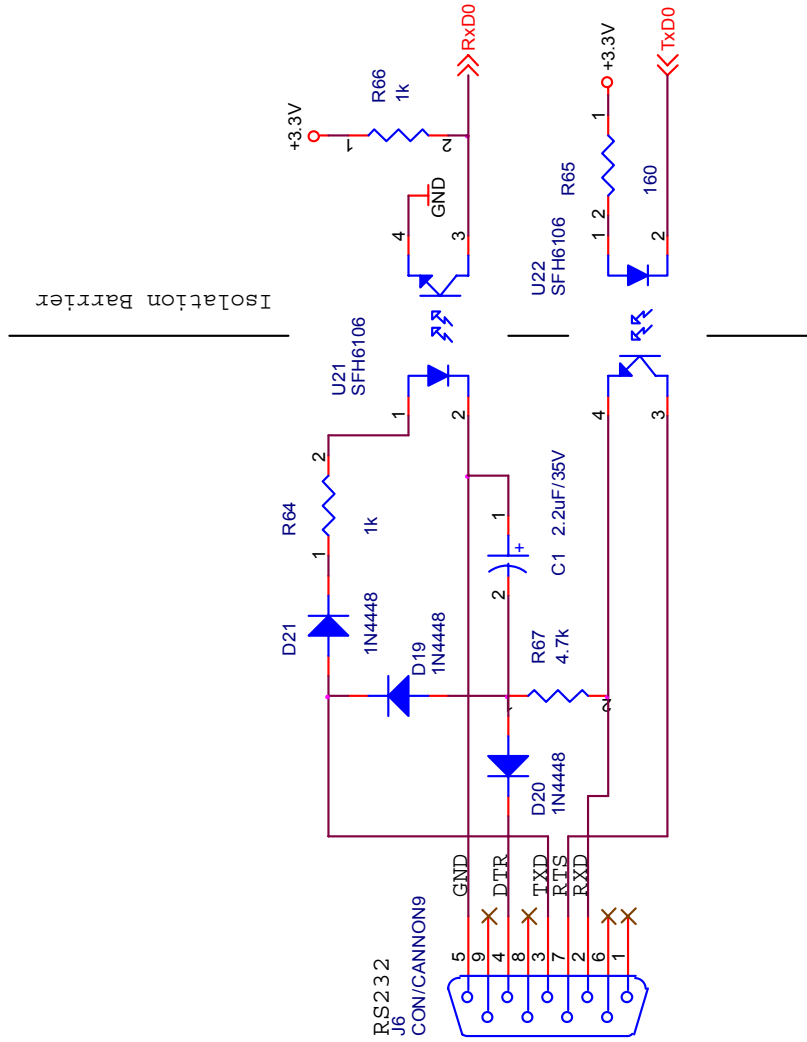 +3.3V
R66
1k
1
2
RxD0
GND
4
3
+3.3V
1
R65
160
2
TxD0
U22
SFH6106
1
2
Isolation Barrier
U21
SFH6106
1
2
4
3
R64
1k
2
1
D21
1N4448
D19
1N4448
1
C1 2.2uF/35V
+
2
R67
4.7k
1
2
D20
1N4448
GND
DTR
TXD
RTS
RXD
RS232
J6
CON/CANNON9
5
9
4
8
3
7
2
6
1